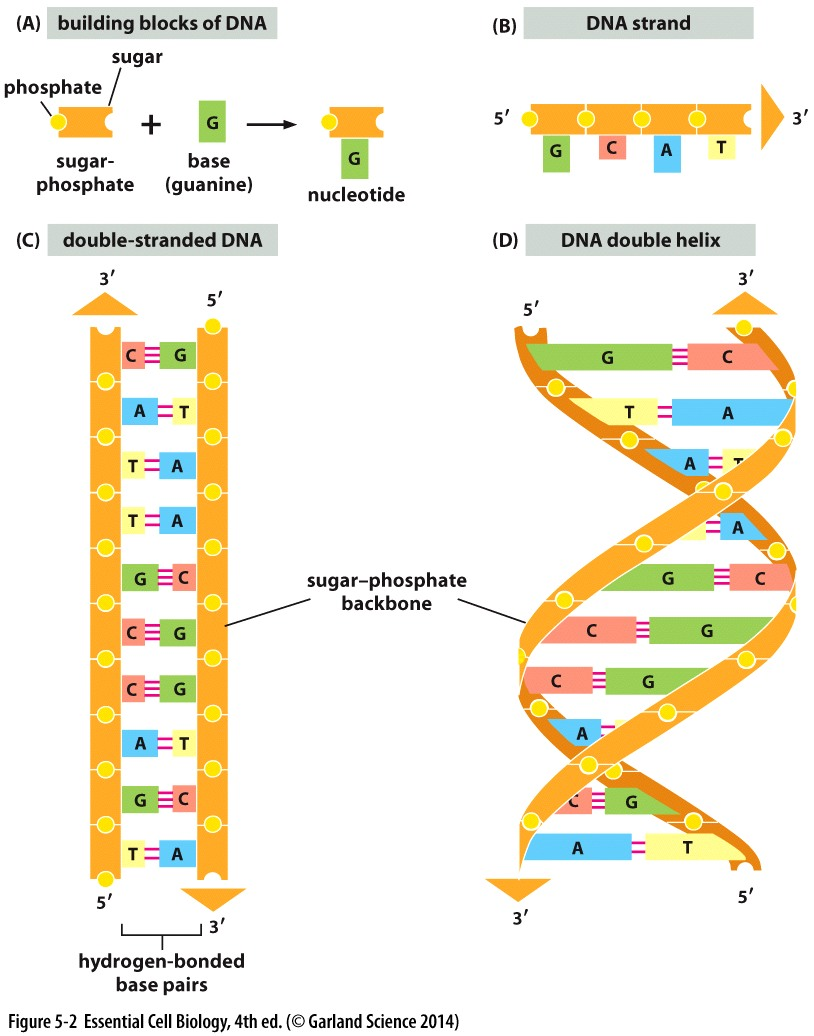 (A) building blocks of DNA
sugar
phosphate
+
G
sugar-
phosphate
base
(guanine)
G
nucleotide
(B) DNA strand
5′
3′
G C A T
(C) double-stranded DNA
3′
5′
C G
A T
T A
T A
G C
C G
C G
A T
G C
T A
5′
3′
hydrogen-bonded
base pairs
sugar–phosphate
backbone
(D) DNA double helix
5′
3′
G C
T A
A T
A
G C
C G
C G
A
C G
A T
3′
5′
Figure 5-2 Essential Cell Biology, 4th ed. (© Garland Science 2014)